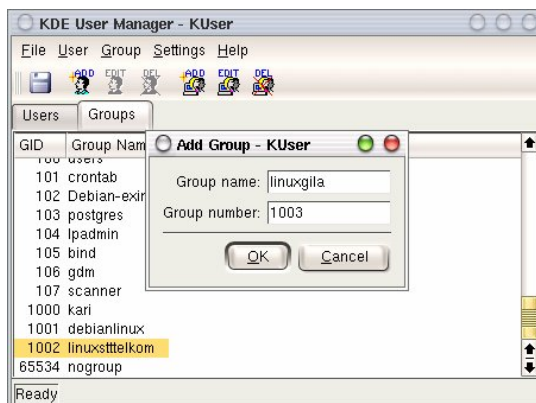 KDE User Manager - KUser
File User Group Settings Help
ADD EDIT DEL ADD EDIT DEL
Users Groups
GID Group Nam
100 users
101 crontab
102 Debian-exim
103 postgres
104 lpadmin
105 bind
106 gdm
107 scanner
1000 kari
1001 debianlinux
1002 linuxstttelkom
65534 nogroup
Ready
Add Group - KUser
Group name: linuxgila
Group number: 1003
OK Cancel